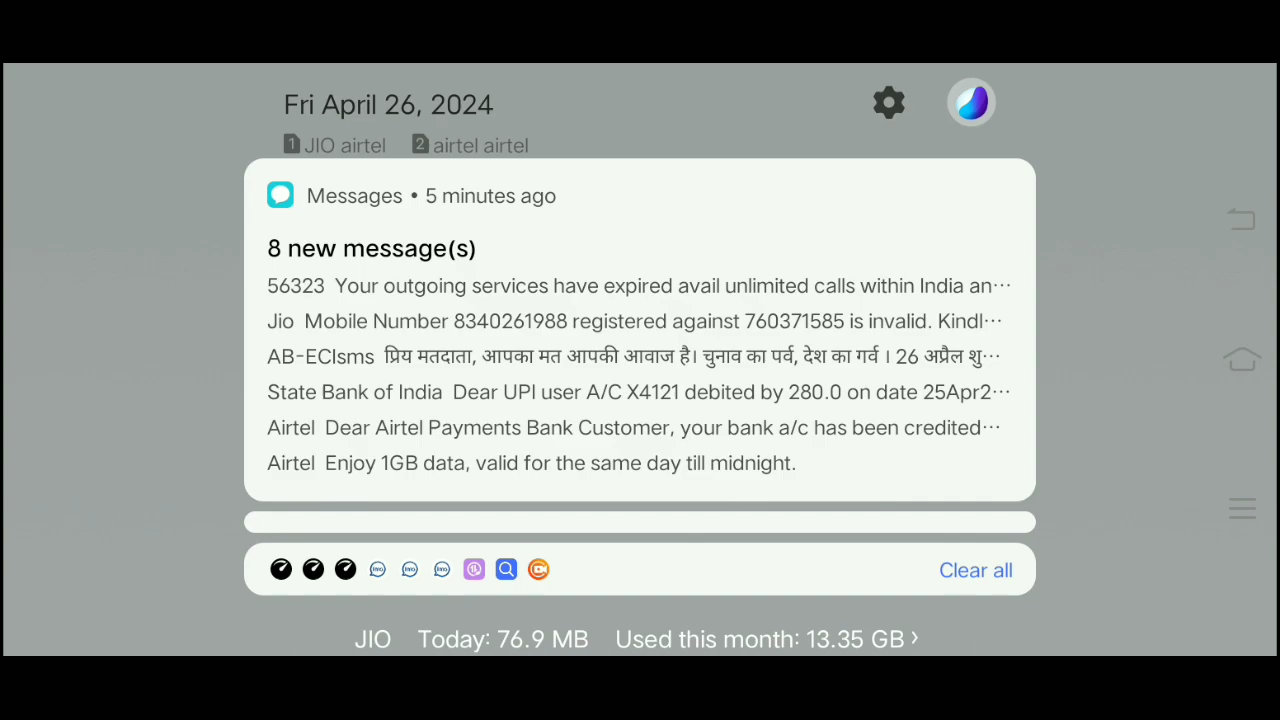 Fri April 26, 2024
1 JIO airtel 2 airtel airtel
Messages • 5 minutes ago
8 new message(s)
56323 Your outgoing services have expired avail unlimited calls within India an···
Jio Mobile Number 8340261988 registered against 760371585 is invalid. Kindl···
AB-ECIsms प्रिय मतदाता, आपका मत आपकी आवाज है। चुनाव का पर्व, देश का गर्व । 26 अप्रैल शु···
State Bank of India Dear UPI user A/C X4121 debited by 280.0 on date 25Apr2···
Airtel Dear Airtel Payments Bank Customer, your bank a/c has been credited···
Airtel Enjoy 1GB data, valid for the same day till midnight.
Clear all
JIO Today: 76.9 MB Used this month: 13.35 GB ›